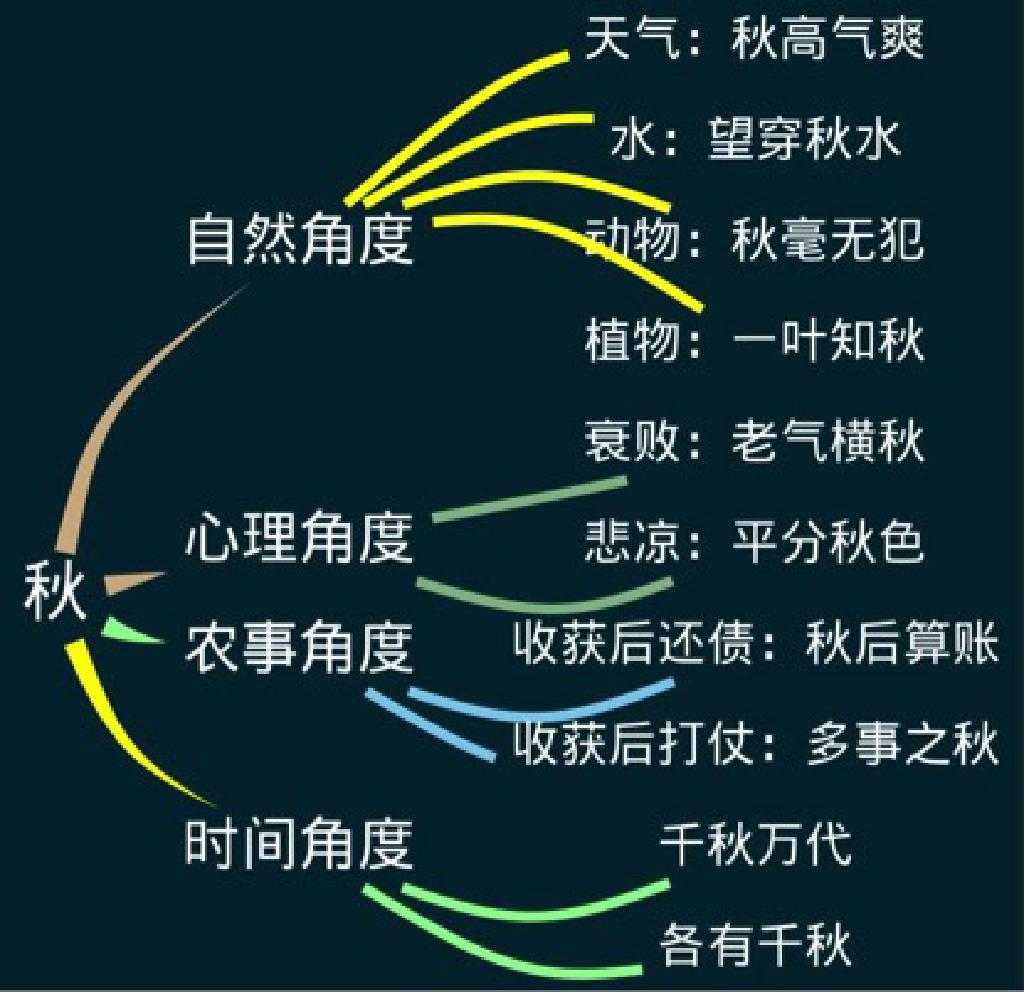 秋
自然角度
天气：秋高气爽
水：望穿秋水
动物：秋毫无犯
植物：一叶知秋
心理角度
衰败：老气横秋
悲凉：平分秋色
农事角度
收获后还债：秋后算账
收获后打仗：多事之秋
时间角度
千秋万代
各有千秋